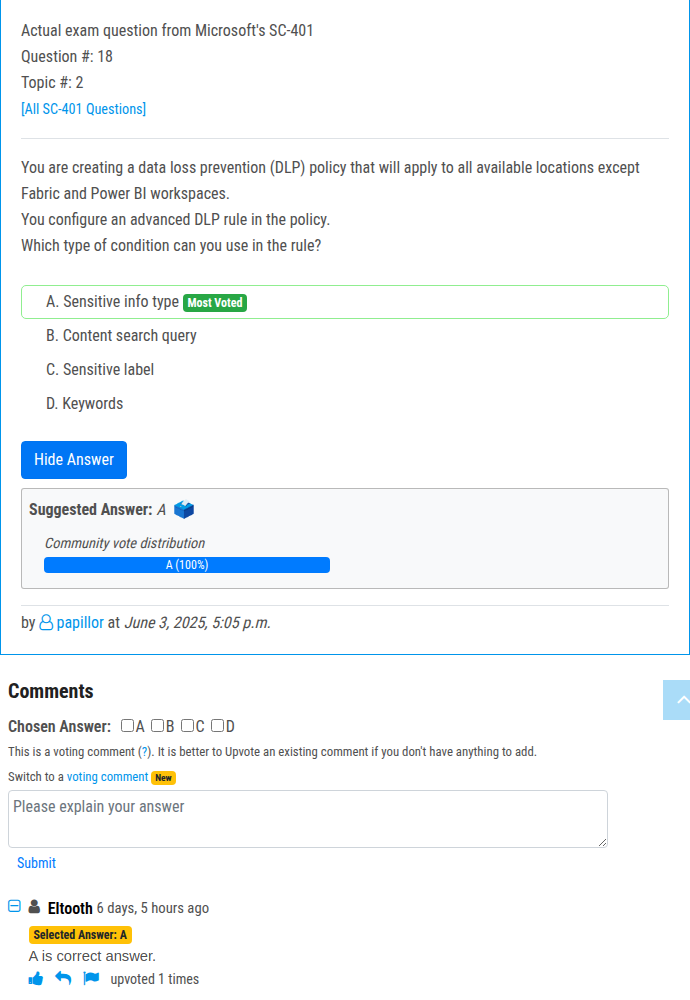 Actual exam question from Microsoft's SC-401
Question #: 18
Topic #: 2
[All SC-401 Questions]
You are creating a data loss prevention (DLP) policy that will apply to all available locations except
Fabric and Power BI workspaces.
You configure an advanced DLP rule in the policy.
Which type of condition can you use in the rule?
A. Sensitive info type Most Voted
B. Content search query
C. Sensitive label
D. Keywords
Hide Answer
Suggested Answer: A
Community vote distribution
A (100%)
by papillor at June 3, 2025, 5:05 p.m.
Comments
Chosen Answer: A B C D
This is a voting comment (?). It is better to Upvote an existing comment if you don't have anything to add.
Switch to a voting comment New
Please explain your answer
Submit
Eltooth 6 days, 5 hours ago
Selected Answer: A
A is correct answer.
upvoted 1 times